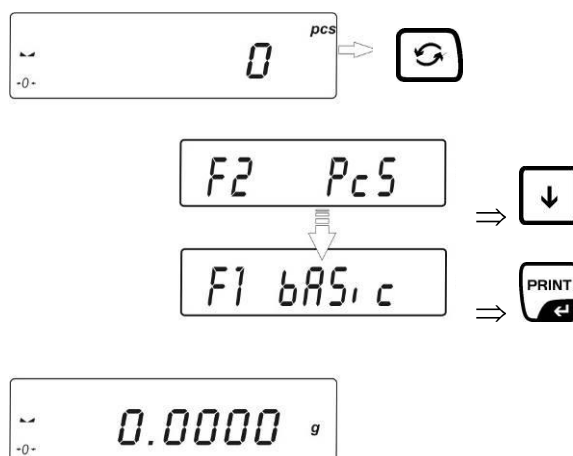 pcs
0
-0-
F2 PcS
F1 bASic
PRINT
0.0000 g
-0-